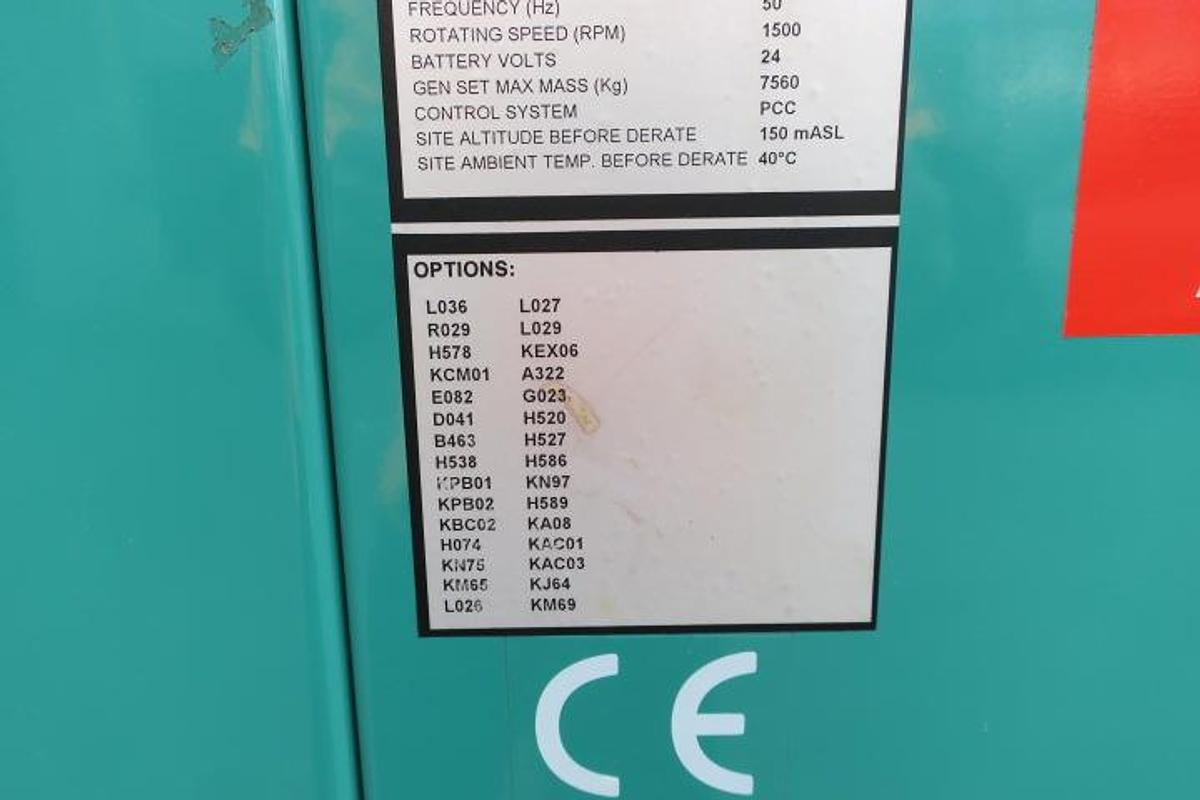 FREQUENCY (Hz) 50
ROTATING SPEED (RPM) 1500
BATTERY VOLTS 24
GEN SET MAX MASS (Kg) 7560
CONTROL SYSTEM PCC
SITE ALTITUDE BEFORE DERATE 150 mASL
SITE AMBIENT TEMP. BEFORE DERATE 40°C
OPTIONS:
L036 L027
R029 L029
H578 KEX06
KCM01 A322
E082 G023
D041 H520
B463 H527
H538 H586
KPB01 KN97
KPB02 H589
KBC02 KA08
H074 KAC01
KN75 KAC03
KM65 KJ64
L026 KM69
CE